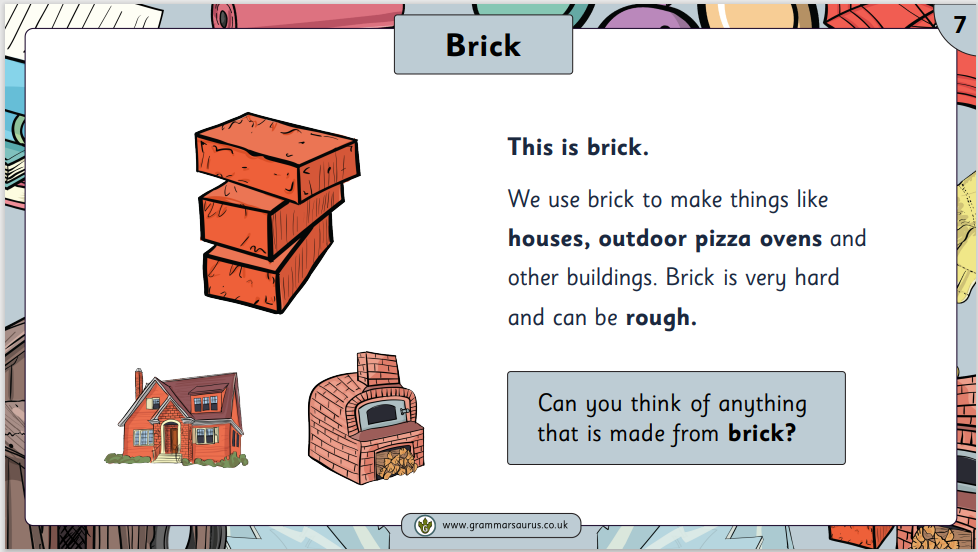 7
Brick
This is brick.
We use brick to make things like
houses, outdoor pizza ovens and
other buildings. Brick is very hard
and can be rough.
Can you think of anything
that is made from brick?
www.grammarsaurus.co.uk